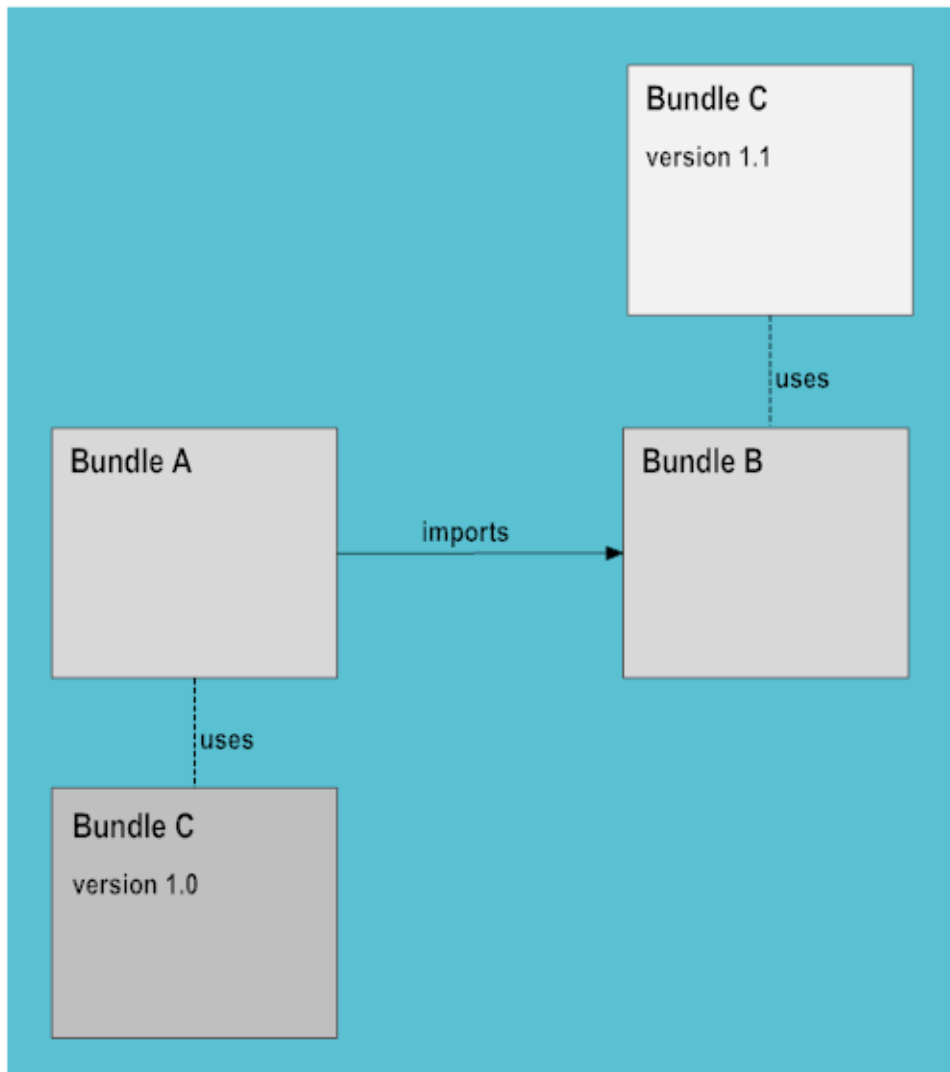 Bundle C
version 1.1
uses
Bundle A
Bundle B
imports
uses
Bundle C
version 1.0